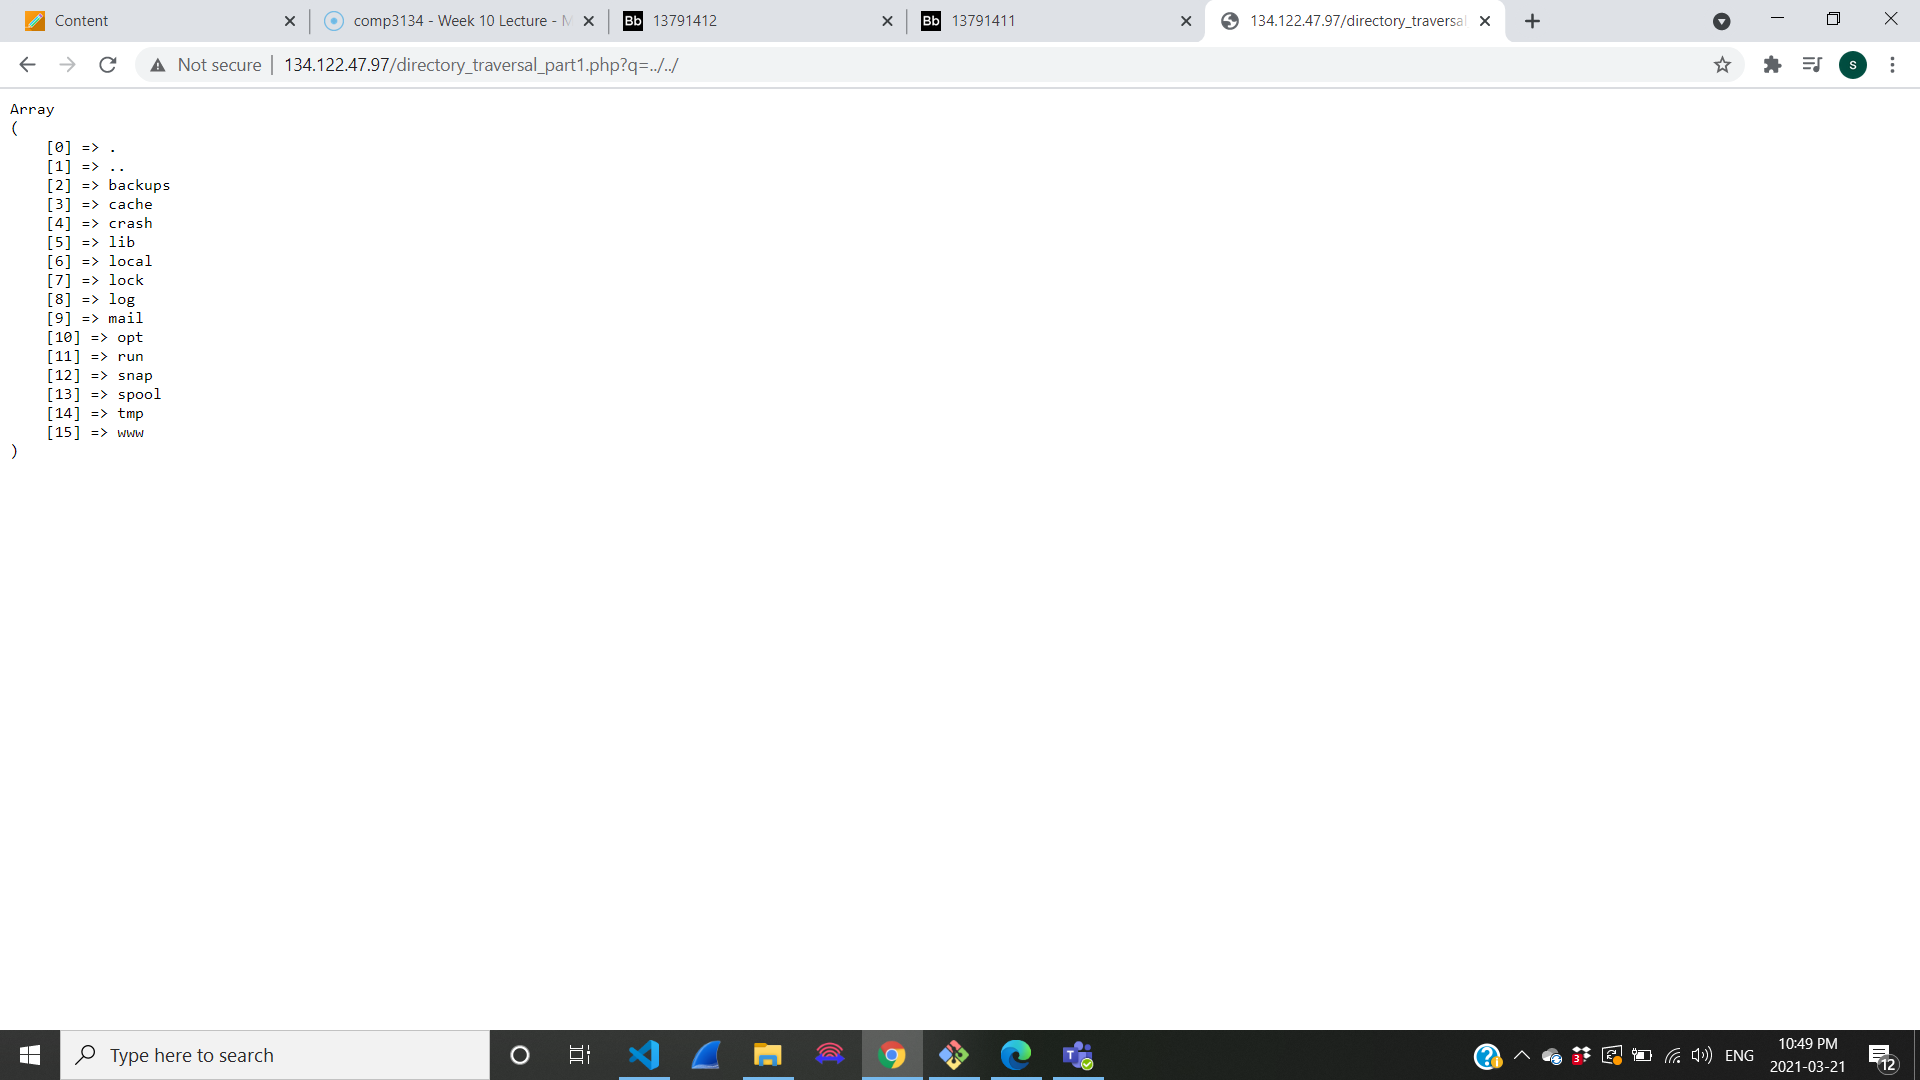 Content
comp3134 - Week 10 Lecture - M
Bb 13791412
Bb 13791411
134.122.47.97/directory_traversal
Not secure
134.122.47.97/directory_traversal_part1.php?q=../../
s
Array
(
[0] => .
[1] => ..
[2] => backups
[3] => cache
[4] => crash
[5] => lib
[6] => local
[7] => lock
[8] => log
[9] => mail
[10] => opt
[11] => run
[12] => snap
[13] => spool
[14] => tmp
[15] => www
)
Type here to search
T
?
3
ENG
10:49 PM
2021-03-21
12